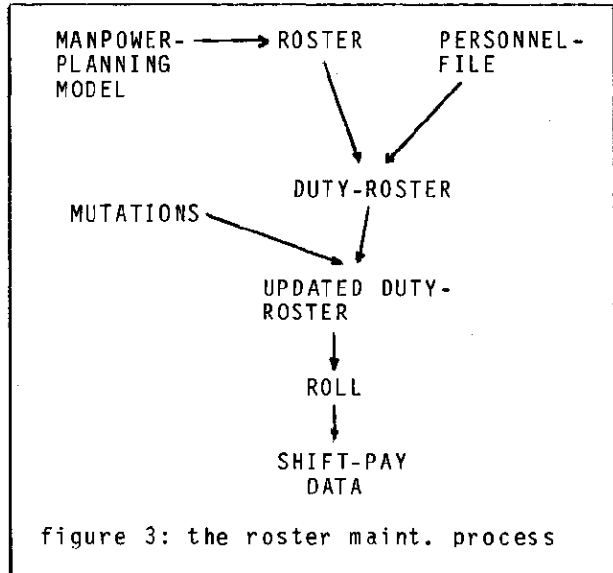 MANPOWER-PLANNING MODEL
ROSTER
PERSONNEL-FILE
DUTY-ROSTER
MUTATIONS
UPDATED DUTY-ROSTER
ROLL
SHIFT-PAY DATA
figure 3: the roster maint. process